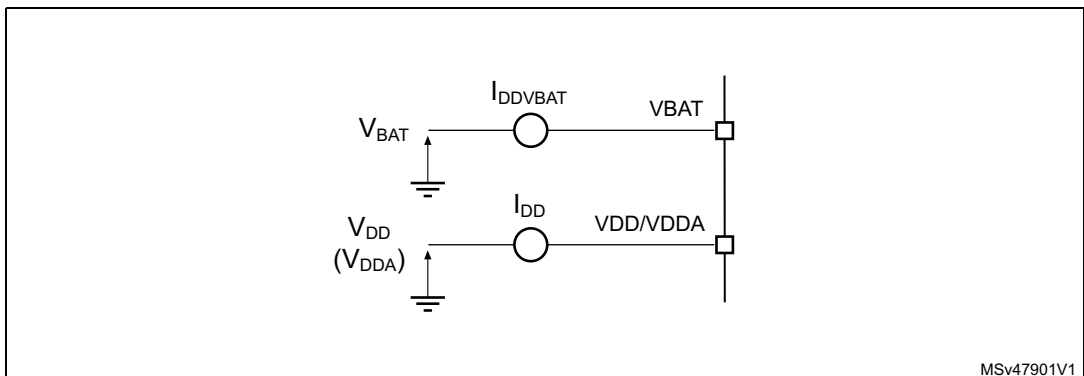 IDDVBAT
VBAT
VBAT
IDD
VDD/VDDA
VDD
(VDDA)
MSv47901V1